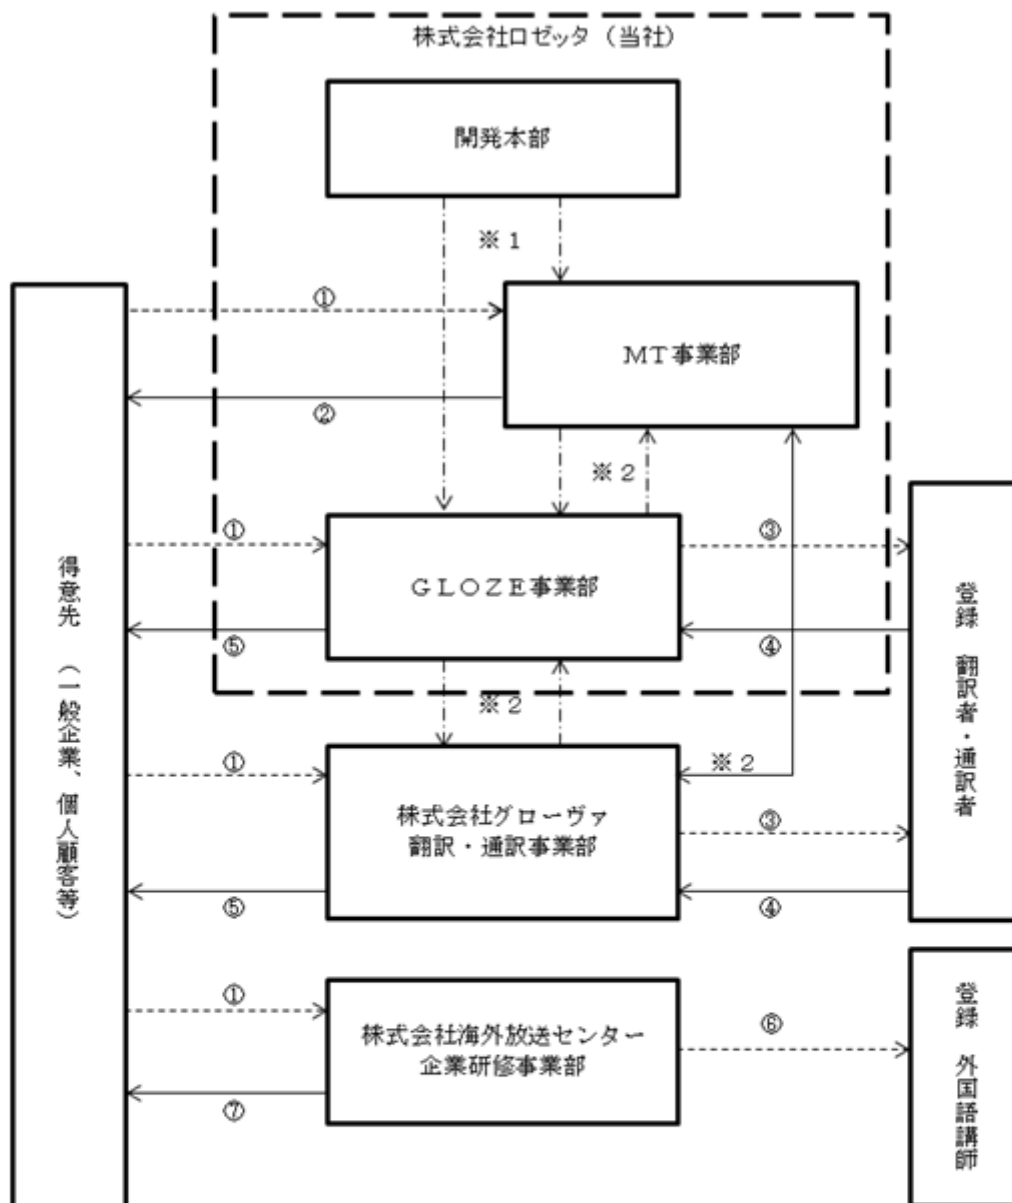 株式会社ロゼッタ（当社）
開発本部
※１
①
MT事業部
②
※２
①
③
GLOZE事業部
⑤
④
※２
①
※２
株式会社グローヴァ
翻訳・通訳事業部
③
⑤
④
①
株式会社海外放送センター
企業研修事業部
⑥
⑦
得意先　（一般企業、個人顧客等）
登録　翻訳者・通訳者
登録　外国語講師